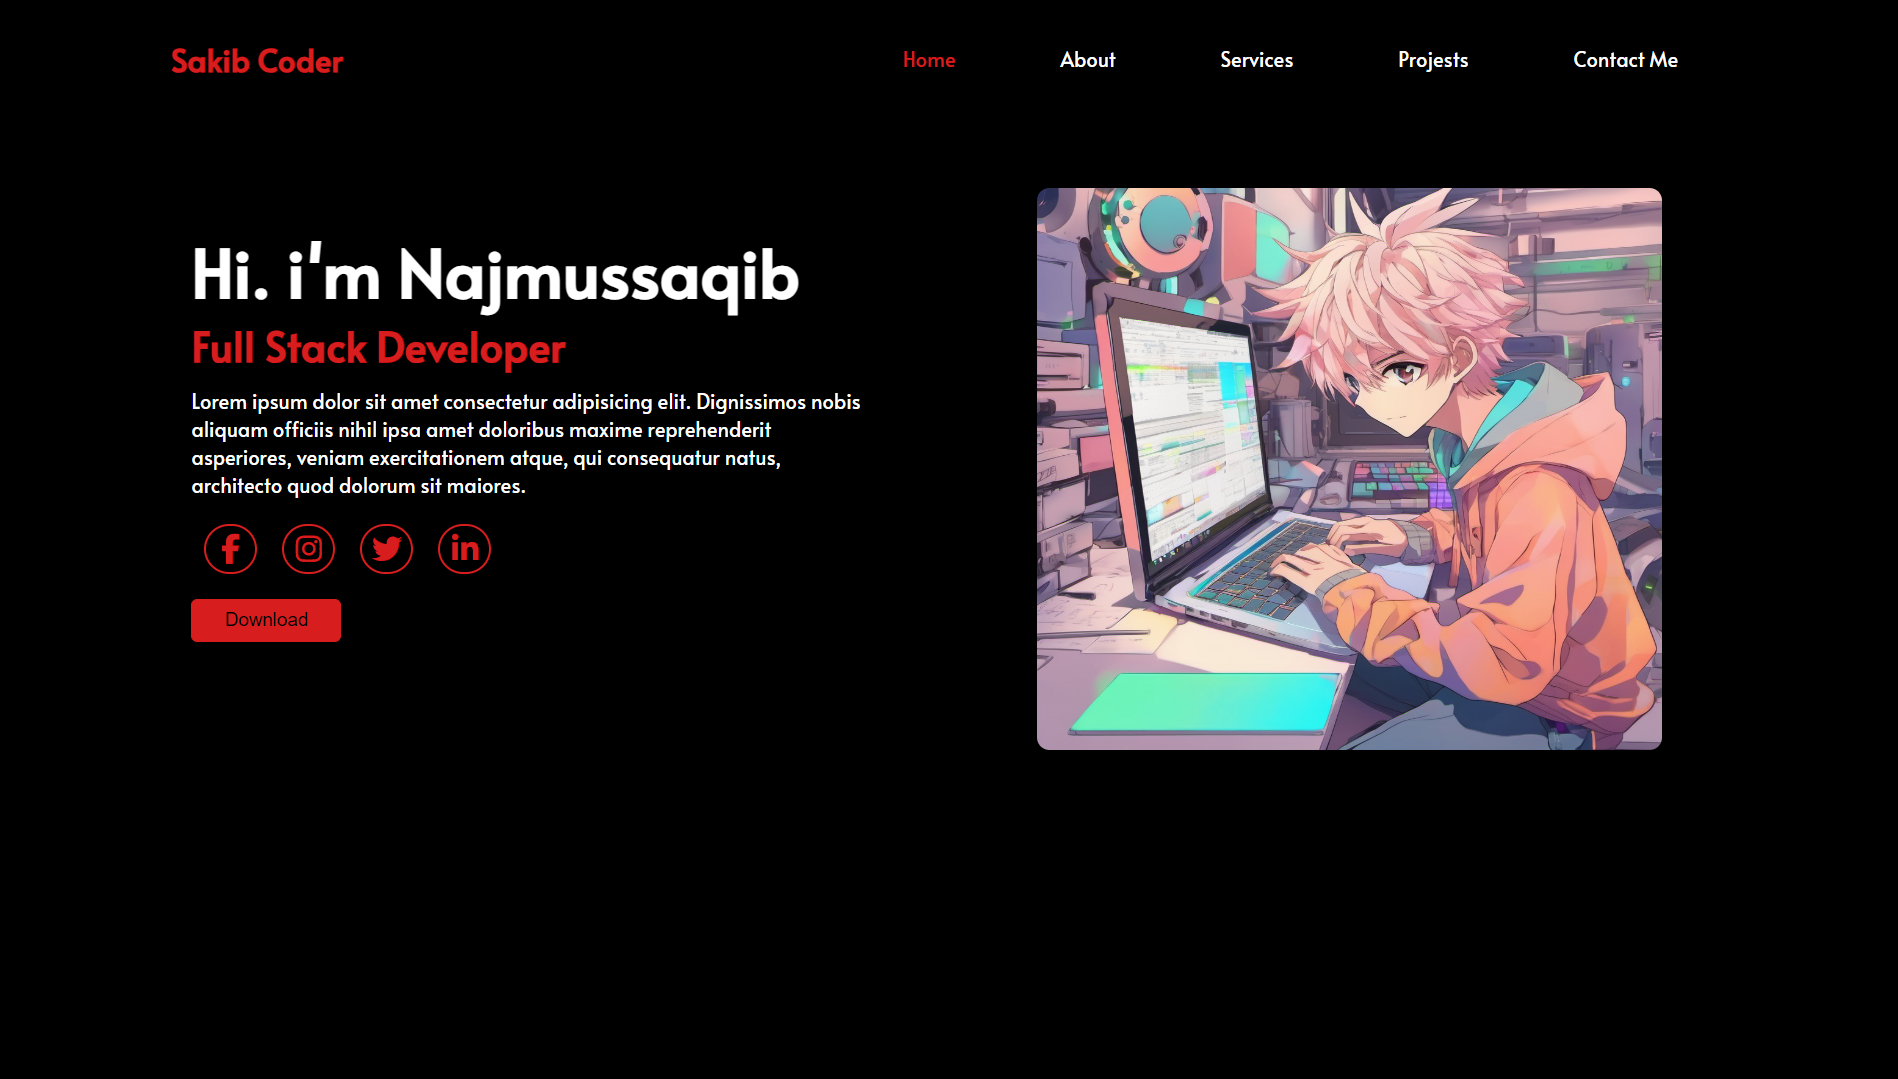 Sakib Coder
Home
About
Services
Projests
Contact Me
Hi. i'm Najmussaqib
Full Stack Developer
Lorem ipsum dolor sit amet consectetur adipisicing elit. Dignissimos nobis
aliquam officiis nihil ipsa amet doloribus maxime reprehenderit
asperiores, veniam exercitationem atque, qui consequatur natus,
architecto quod dolorum sit maiores.
Download